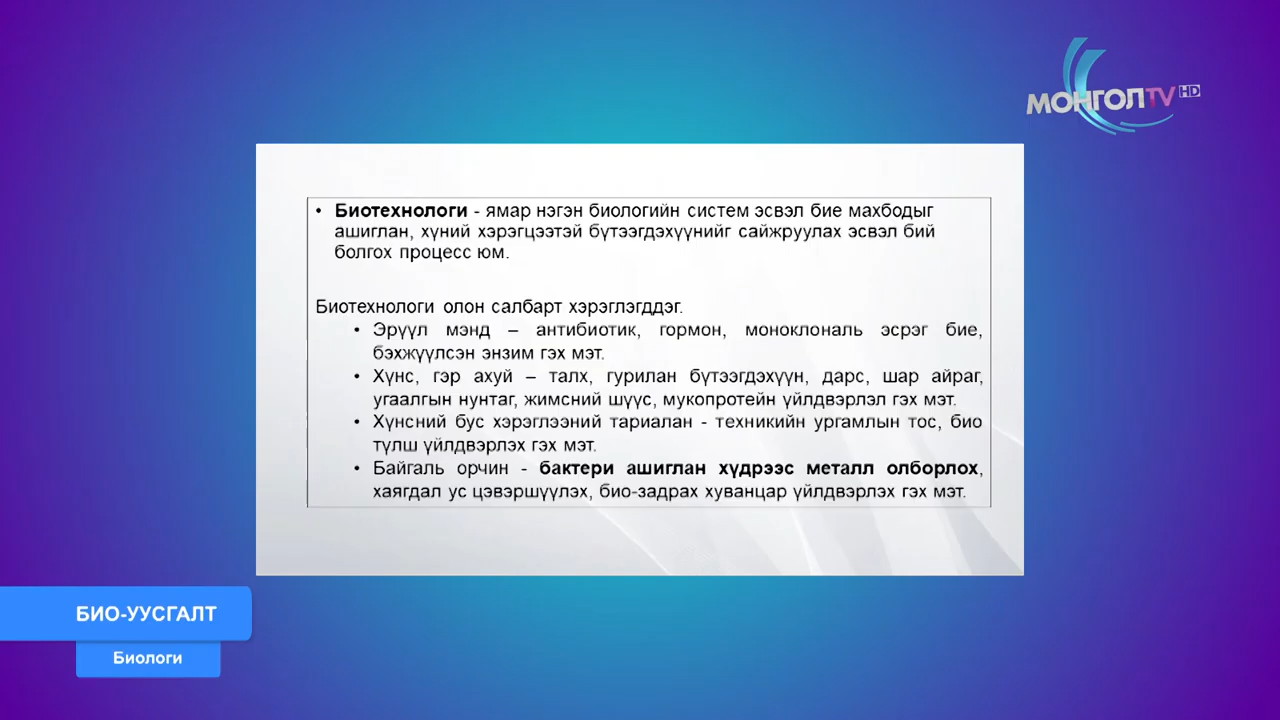 МОНГОЛTV HD
• Биотехнологи - ямар нэгэн биологийн систем эсвэл бие махбодыг
ашиглан, хүний хэрэгцээтэй бүтээгдэхүүнийг сайжруулах эсвэл бий
болгох процесс юм.
Биотехнологи олон салбарт хэрэглэгддэг.
• Эрүүл мэнд – антибиотик, гормон, моноклональ эсрэг бие,
бэхжүүлсэн энзим гэх мэт.
• Хүнс, гэр ахуй – талх, гурилан бүтээгдэхүүн, дарс, шар айраг,
угаалгын нунтаг, жимсний шүүс, мукопротейн үйлдвэрлэл гэх мэт.
• Хүнсний бус хэрэглээний тариалан - техникийн ургамлын тос, био
түлш үйлдвэрлэх гэх мэт.
• Байгаль орчин - бактери ашиглан хүдрээс металл олборлох,
хаягдал ус цэвэршүүлэх, био-задрах хуванцар үйлдвэрлэх гэх мэт.
БИО-УУСГАЛТ
Биологи